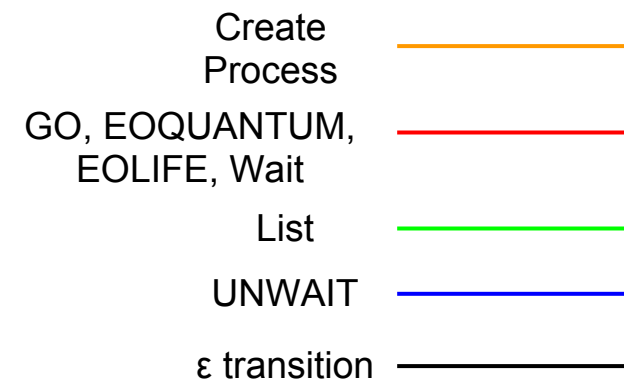 Create
Process
GO, EOQUANTUM,
EOLIFE, Wait
List
UNWAIT
ε transition